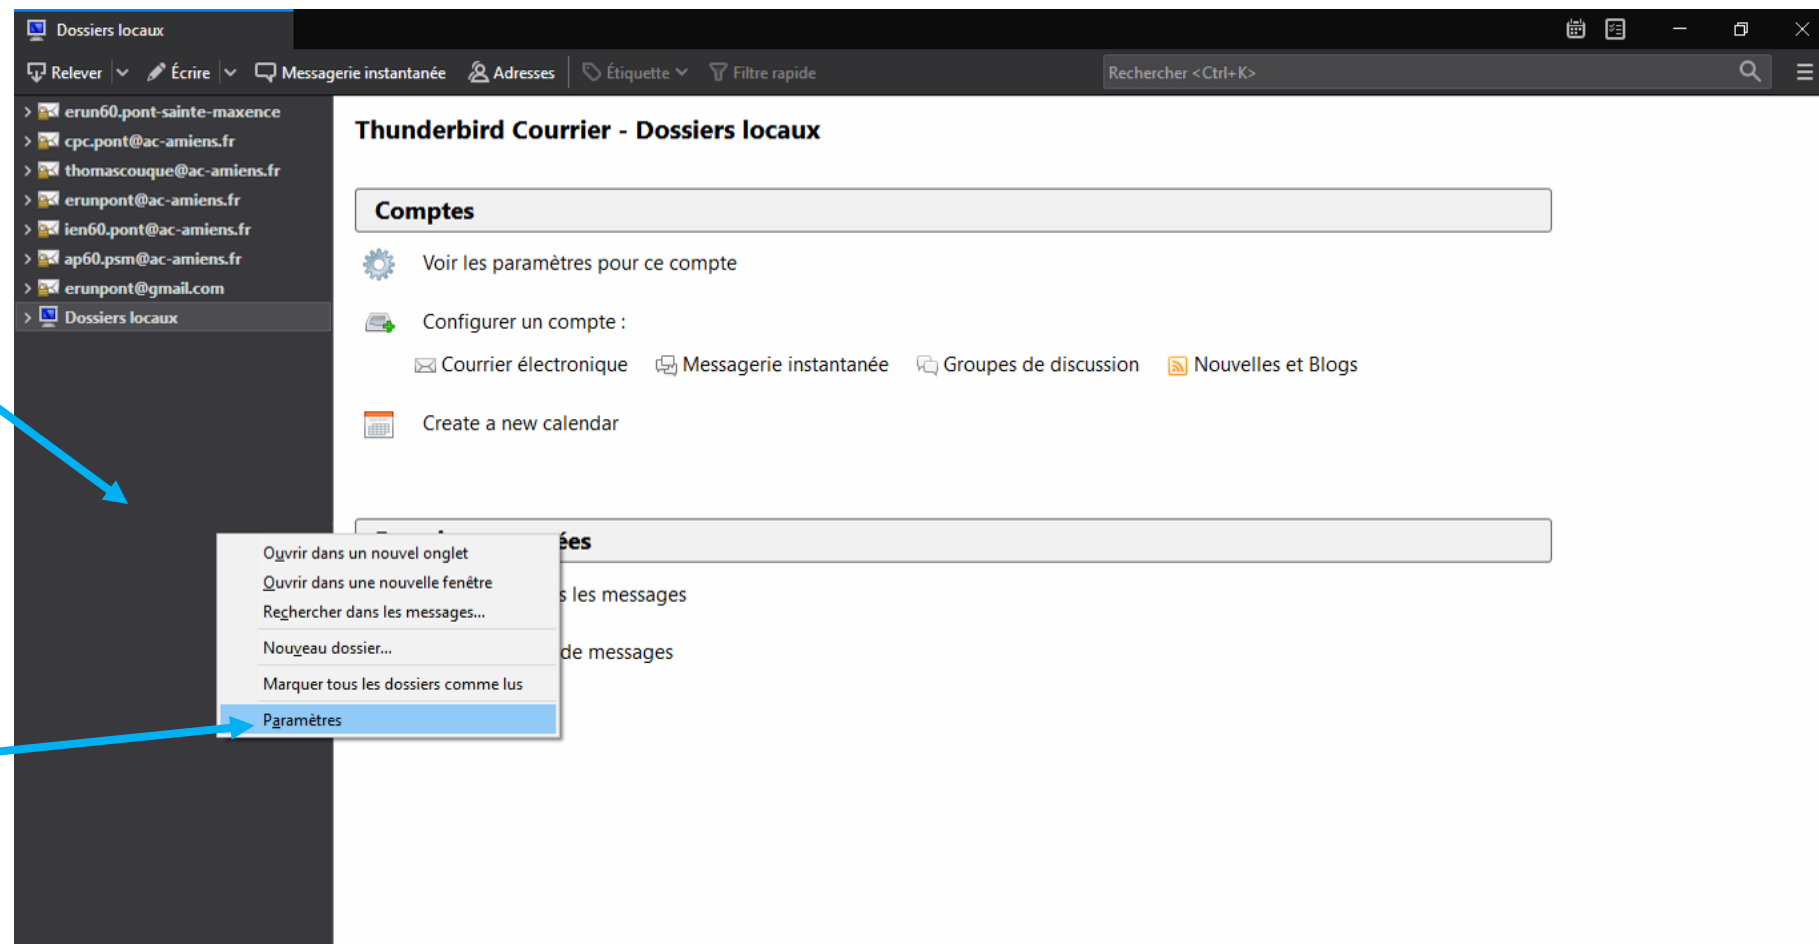 Dossiers locaux
Relever Écrire Messagerie instantanée Adresses Étiquette Filtre rapide Rechercher <Ctrl+K>
erun60.pont-sainte-maxence
cpc.pont@ac-amiens.fr
thomascouque@ac-amiens.fr
erunpont@ac-amiens.fr
ien60.pont@ac-amiens.fr
ap60.psm@ac-amiens.fr
erunpont@gmail.com
Dossiers locaux
Thunderbird Courrier - Dossiers locaux
Comptes
Voir les paramètres pour ce compte
Configurer un compte :
Courrier électronique Messagerie instantanée Groupes de discussion Nouvelles et Blogs
Create a new calendar
ées
s les messages
de messages
Ouvrir dans un nouvel onglet
Ouvrir dans une nouvelle fenêtre
Rechercher dans les messages...
Nouveau dossier...
Marquer tous les dossiers comme lus
Paramètres